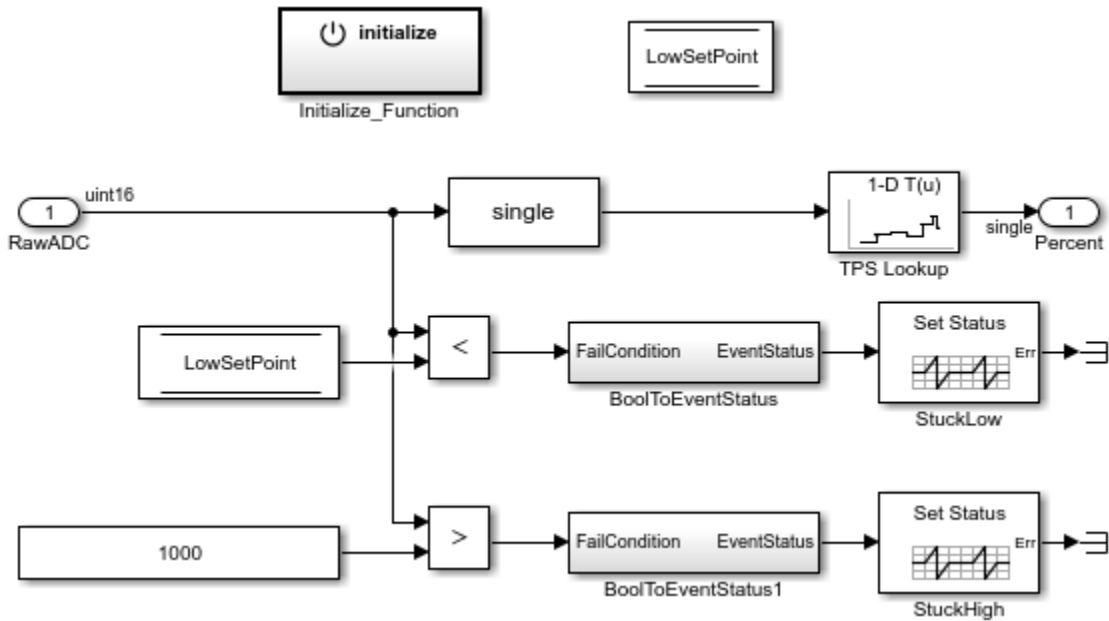 initialize
Initialize_Function
LowSetPoint
uint16
1
RawADC
single
1-D T(u)
TPS Lookup
single
1
Percent
LowSetPoint
<
FailCondition EventStatus
BoolToEventStatus
Set Status
Err
StuckLow
1000
>
FailCondition EventStatus
BoolToEventStatus1
Set Status
Err
StuckHigh